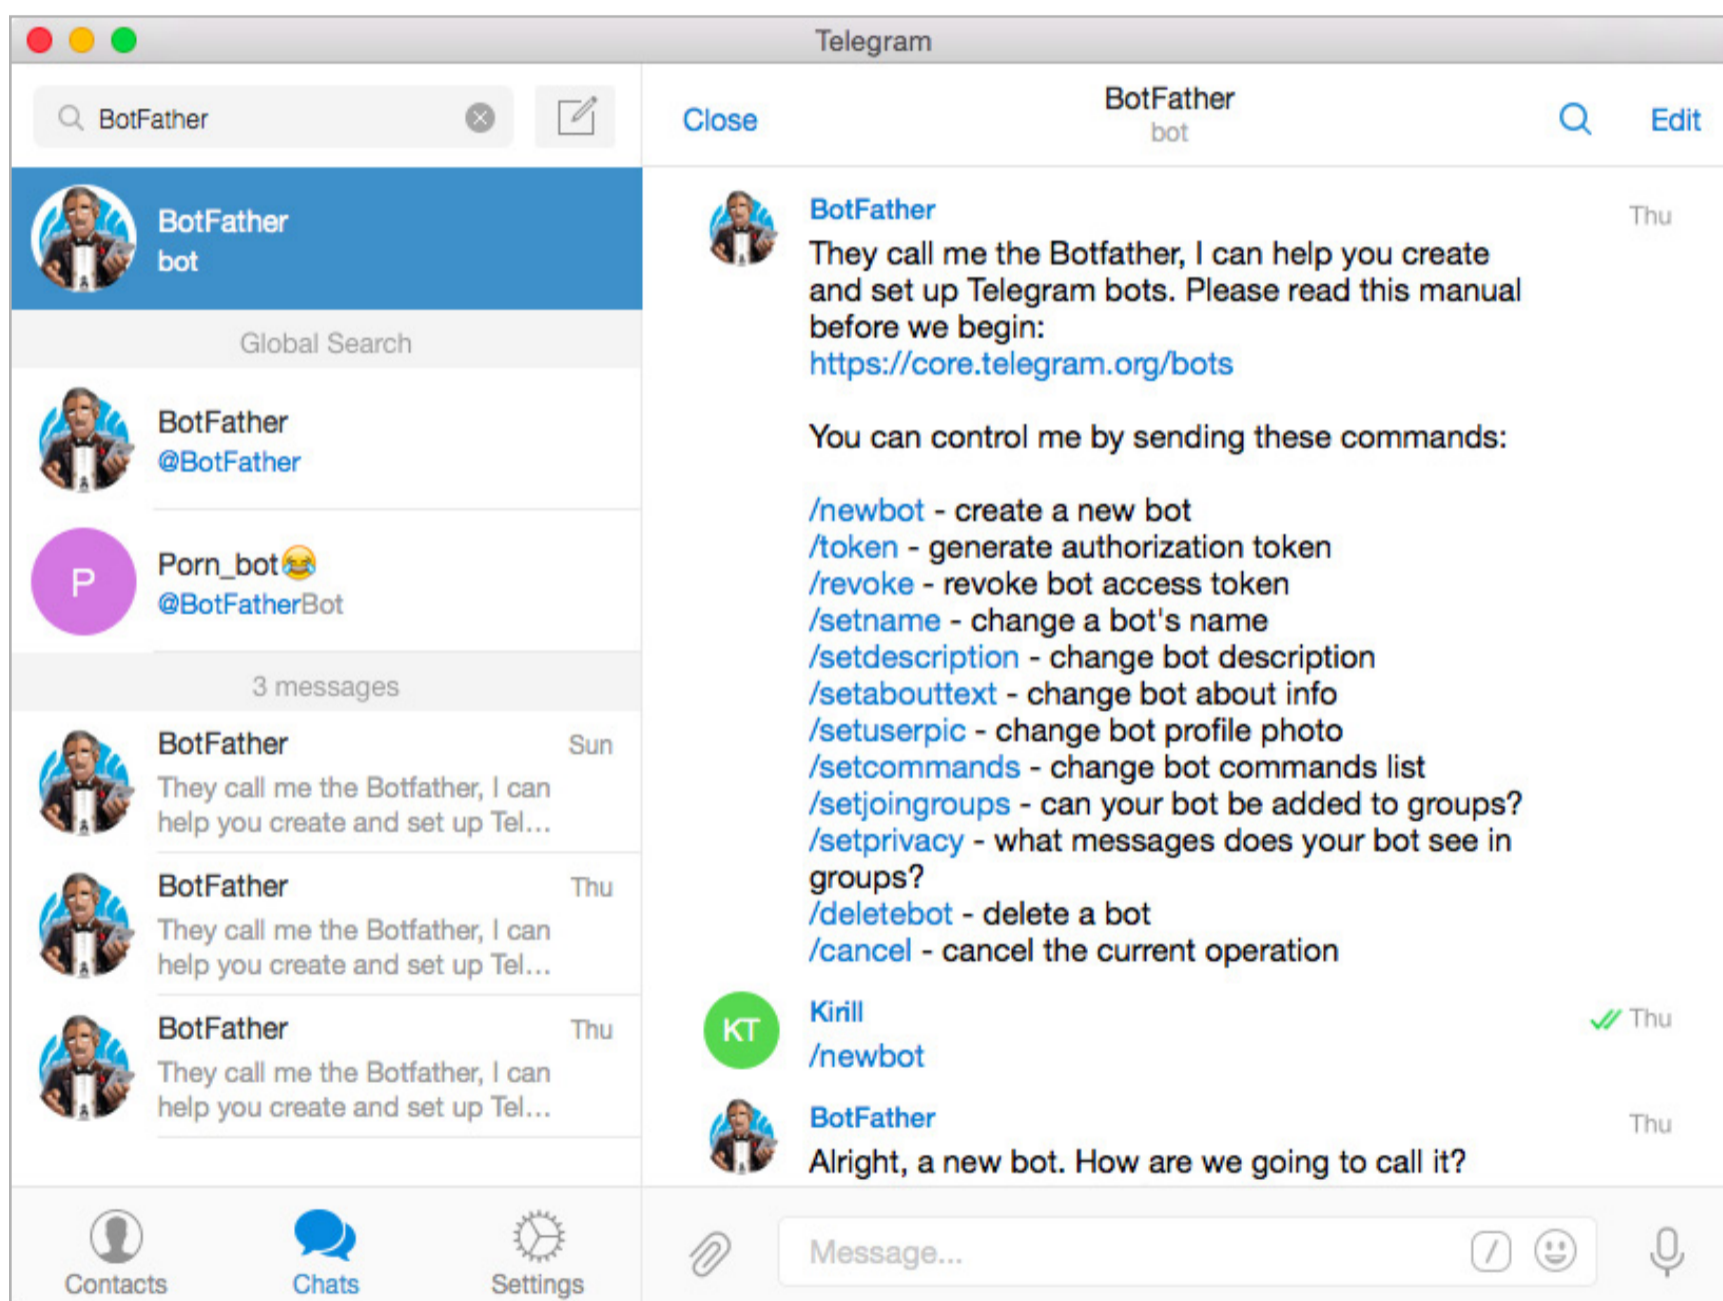 Telegram
BotFather
BotFather
bot
Global Search
BotFather
@BotFather
P
Porn_bot😂
@BotFatherBot
3 messages
BotFather
Sun
They call me the Botfather, I can
help you create and set up Tel...
BotFather
Thu
They call me the Botfather, I can
help you create and set up Tel...
BotFather
Thu
They call me the Botfather, I can
help you create and set up Tel...
Contacts
Chats
Settings
Close
BotFather
bot
Edit
BotFather
Thu
They call me the Botfather, I can help you create
and set up Telegram bots. Please read this manual
before we begin:
https://core.telegram.org/bots
You can control me by sending these commands:
/newbot - create a new bot
/token - generate authorization token
/revoke - revoke bot access token
/setname - change a bot's name
/setdescription - change bot description
/setabouttext - change bot about info
/setuserpic - change bot profile photo
/setcommands - change bot commands list
/setjoingroups - can your bot be added to groups?
/setprivacy - what messages does your bot see in
groups?
/deletebot - delete a bot
/cancel - cancel the current operation
KT
Kirill
Thu
/newbot
BotFather
Thu
Alright, a new bot. How are we going to call it?
Message...
/